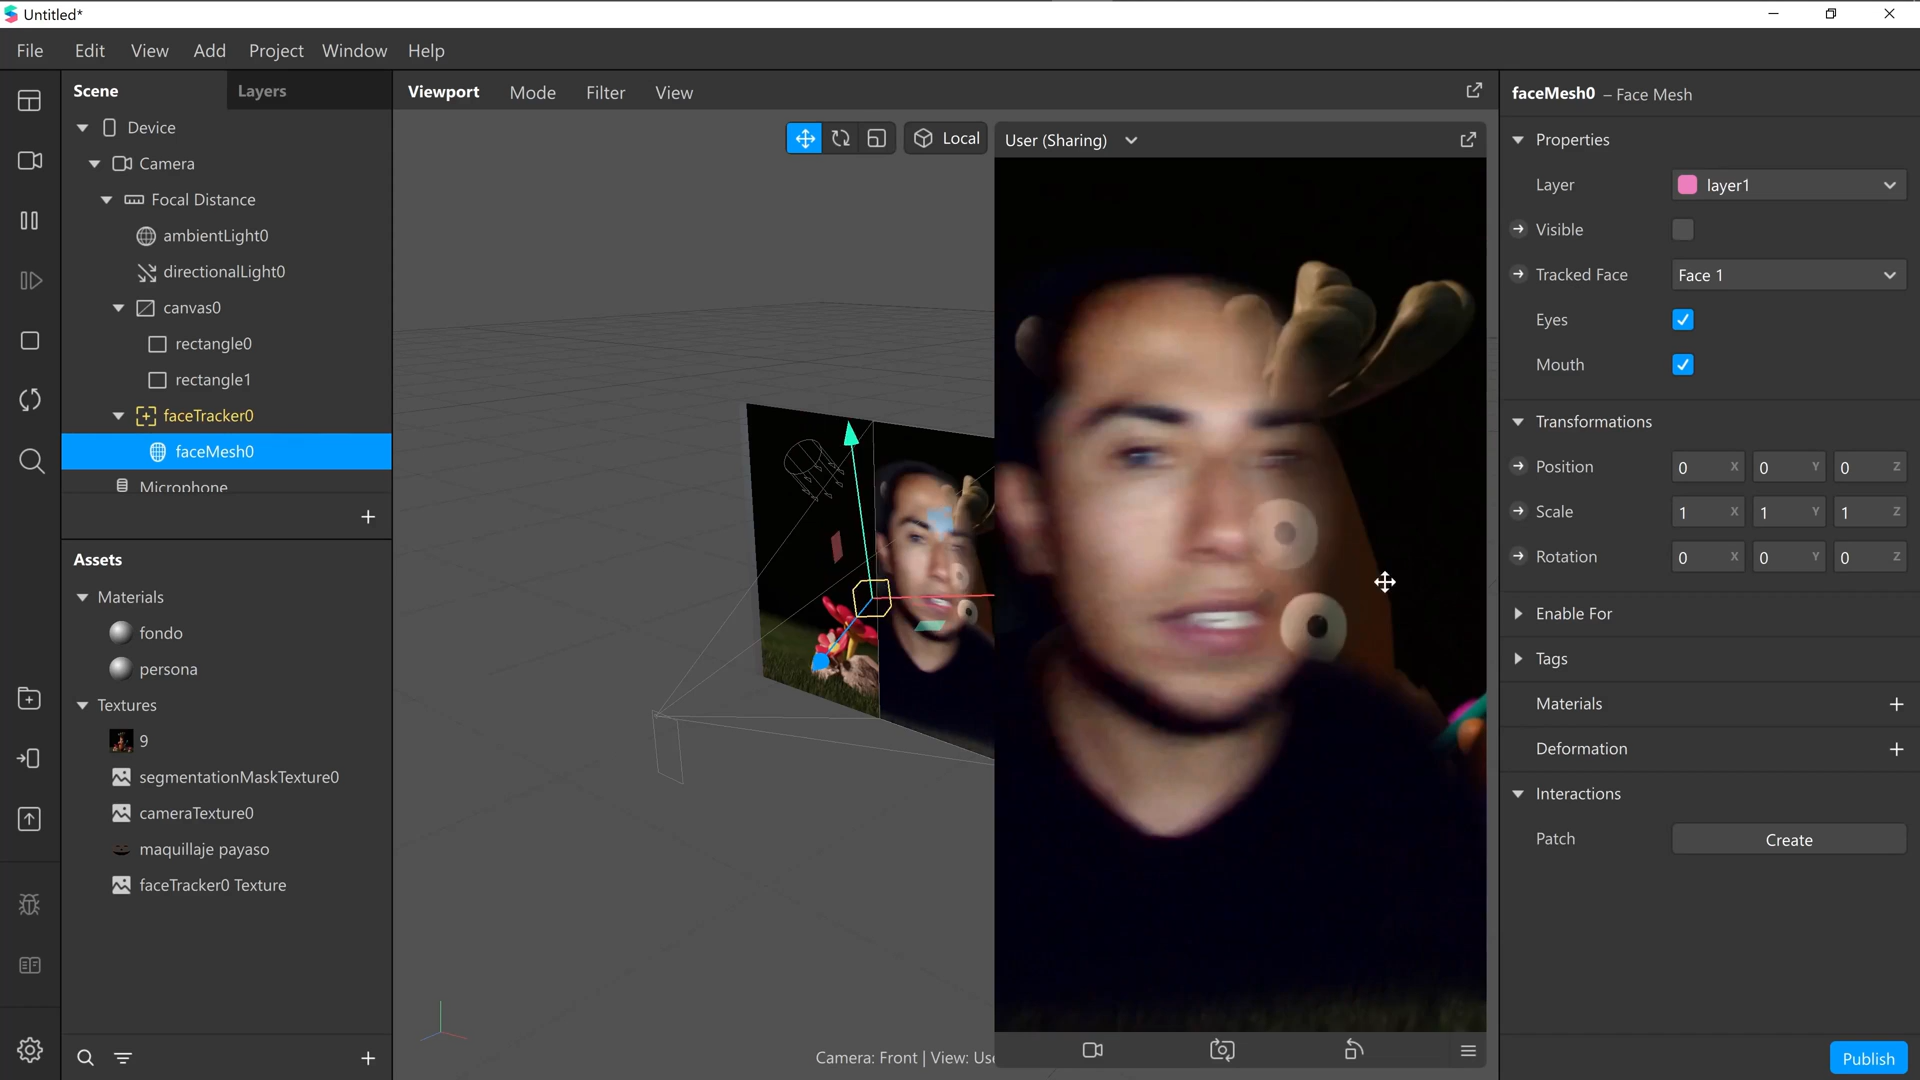 Untitled*
File Edit View Add Project Window Help
Scene Layers
Device
Camera
Focal Distance
ambientLight0
directionalLight0
canvas0
rectangle0
rectangle1
faceTracker0
faceMesh0
Microphone
Assets
Materials
fondo
persona
Textures
9
segmentationMaskTexture0
cameraTexture0
maquillaje payaso
faceTracker0 Texture
Viewport Mode Filter View
Local
User (Sharing)
Camera: Front | View: Use
faceMesh0 – Face Mesh
Properties
Layer layer1
Visible
Tracked Face Face 1
Eyes
Mouth
Transformations
Position 0 X 0 Y 0 Z
Scale 1 X 1 Y 1 Z
Rotation 0 X 0 Y 0 Z
Enable For
Tags
Materials
Deformation
Interactions
Patch Create
Publish